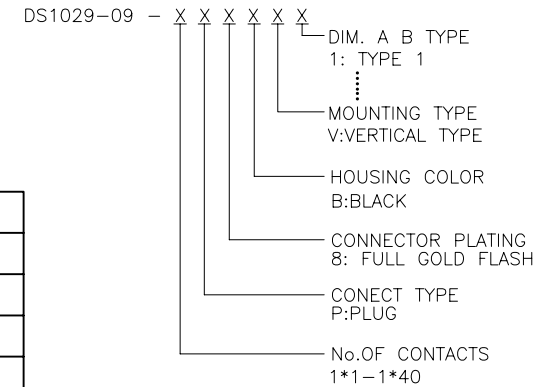 DS1029-09 - X X X X X X
DIM. A B TYPE
1: TYPE 1
MOUNTING TYPE
V:VERTICAL TYPE
HOUSING COLOR
B:BLACK
CONNECTOR PLATING
8: FULL GOLD FLASH
CONECT TYPE
P:PLUG
No.OF CONTACTS
1*1-1*40